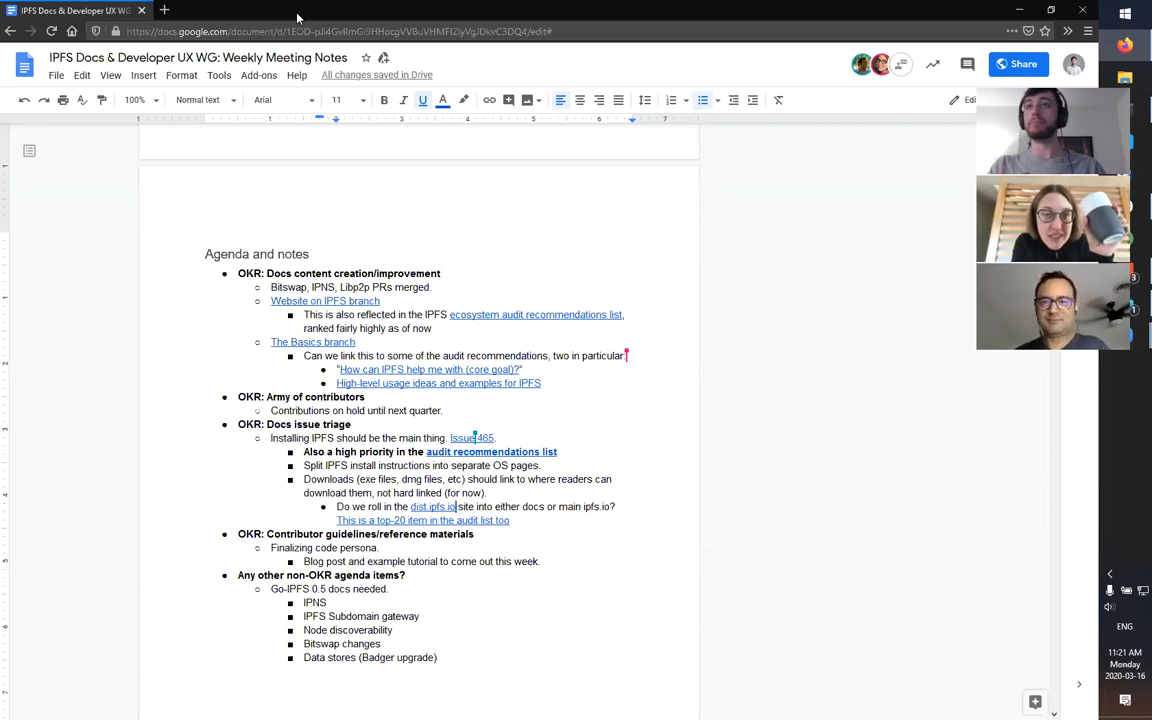 IPFS Docs & Developer UX WG
https://docs.google.com/document/d/
IPFS Docs & Developer UX WG: Weekly Meeting Notes
File Edit View Insert Format Tools Add-ons Help All changes saved in Drive
Share
100% Normal text Arial 11
Agenda and notes
● OKR: Docs content creation/improvement
○ Bitswap, IPNS, Libp2p PRs merged.
○ Website on IPFS branch
■ This is also reflected in the IPFS ecosystem audit recommendations list,
ranked fairly highly as of now
○ The Basics branch
■ Can we link this to some of the audit recommendations, two in particular:
● "How can IPFS help me with (core goal)?"
● High-level usage ideas and examples for IPFS
● OKR: Army of contributors
○ Contributions on hold until next quarter.
● OKR: Docs issue triage
○ Installing IPFS should be the main thing. Issue 465.
■ Also a high priority in the audit recommendations list
■ Split IPFS install instructions into separate OS pages.
■ Downloads (exe files, dmg files, etc) should link to where readers can
download them, not hard linked (for now).
● Do we roll in the dist.ipfs.io site into either docs or main ipfs.io?
This is a top-20 item in the audit list too
● OKR: Contributor guidelines/reference materials
○ Finalizing code persona.
■ Blog post and example tutorial to come out this week.
● Any other non-OKR agenda items?
○ Go-IPFS 0.5 docs needed.
■ IPNS
■ IPFS Subdomain gateway
■ Node discoverability
■ Bitswap changes
■ Data stores (Badger upgrade)
ENG
11:21 AM
Monday
2020-03-16